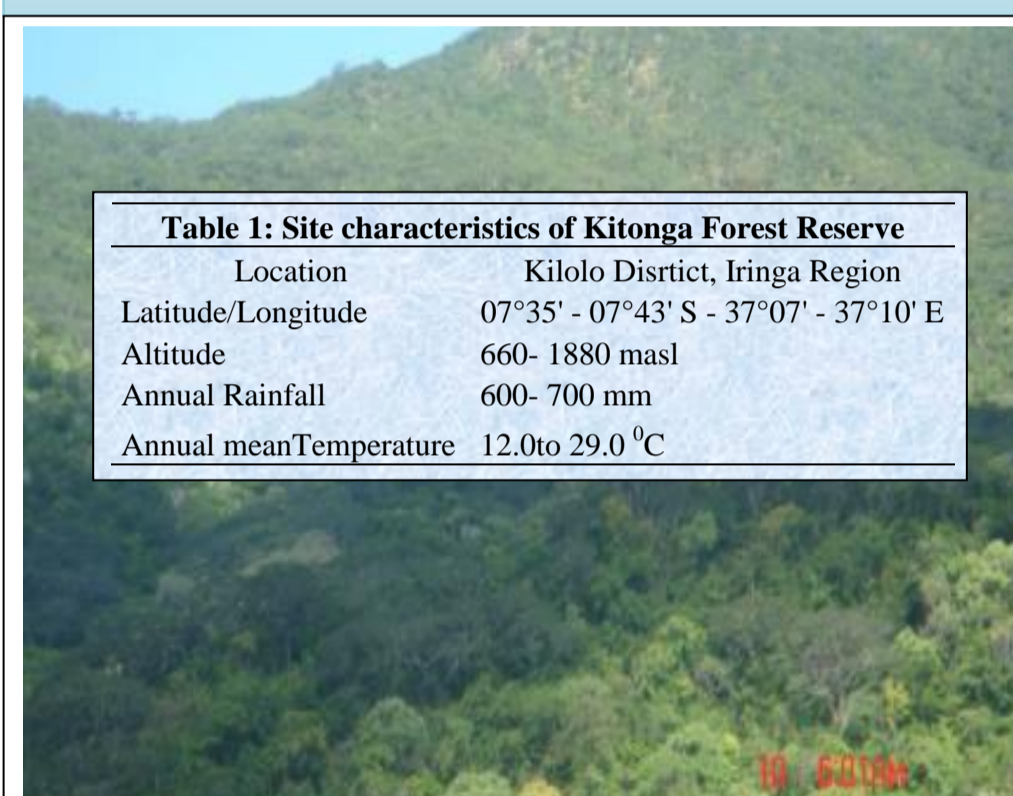 Table 1: Site characteristics of Kitonga Forest Reserve
Location Kilolo Disrtict, Iringa Region
Latitude/Longitude 07°35' - 07°43' S - 37°07' - 37°10' E
Altitude 660- 1880 masl
Annual Rainfall 600- 700 mm
Annual meanTemperature 12.0to 29.0 ⁰C